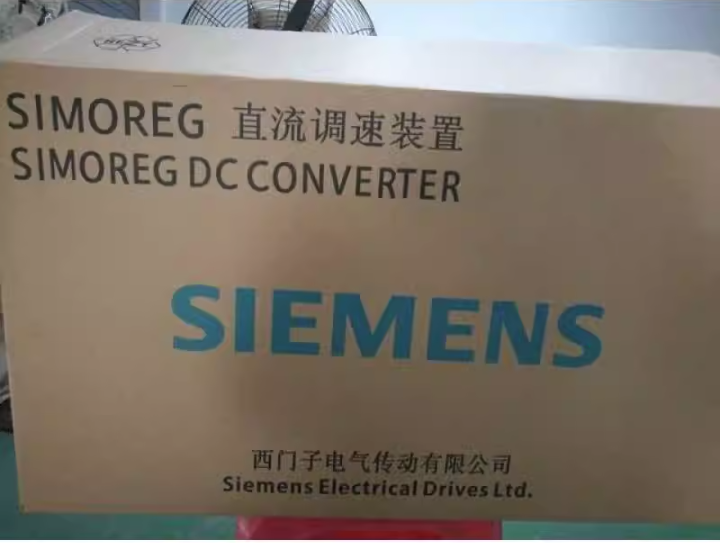 SIMOREG 直流调速装置
SIMOREG DC CONVERTER
SIEMENS
西门子电气传动有限公司
Siemens Electrical Drives Ltd.